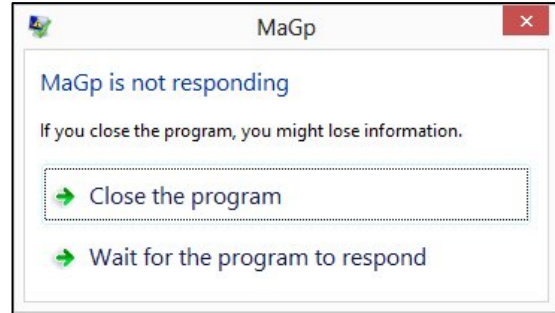 MaGp
MaGp is not responding
If you close the program, you might lose information.
Close the program
Wait for the program to respond